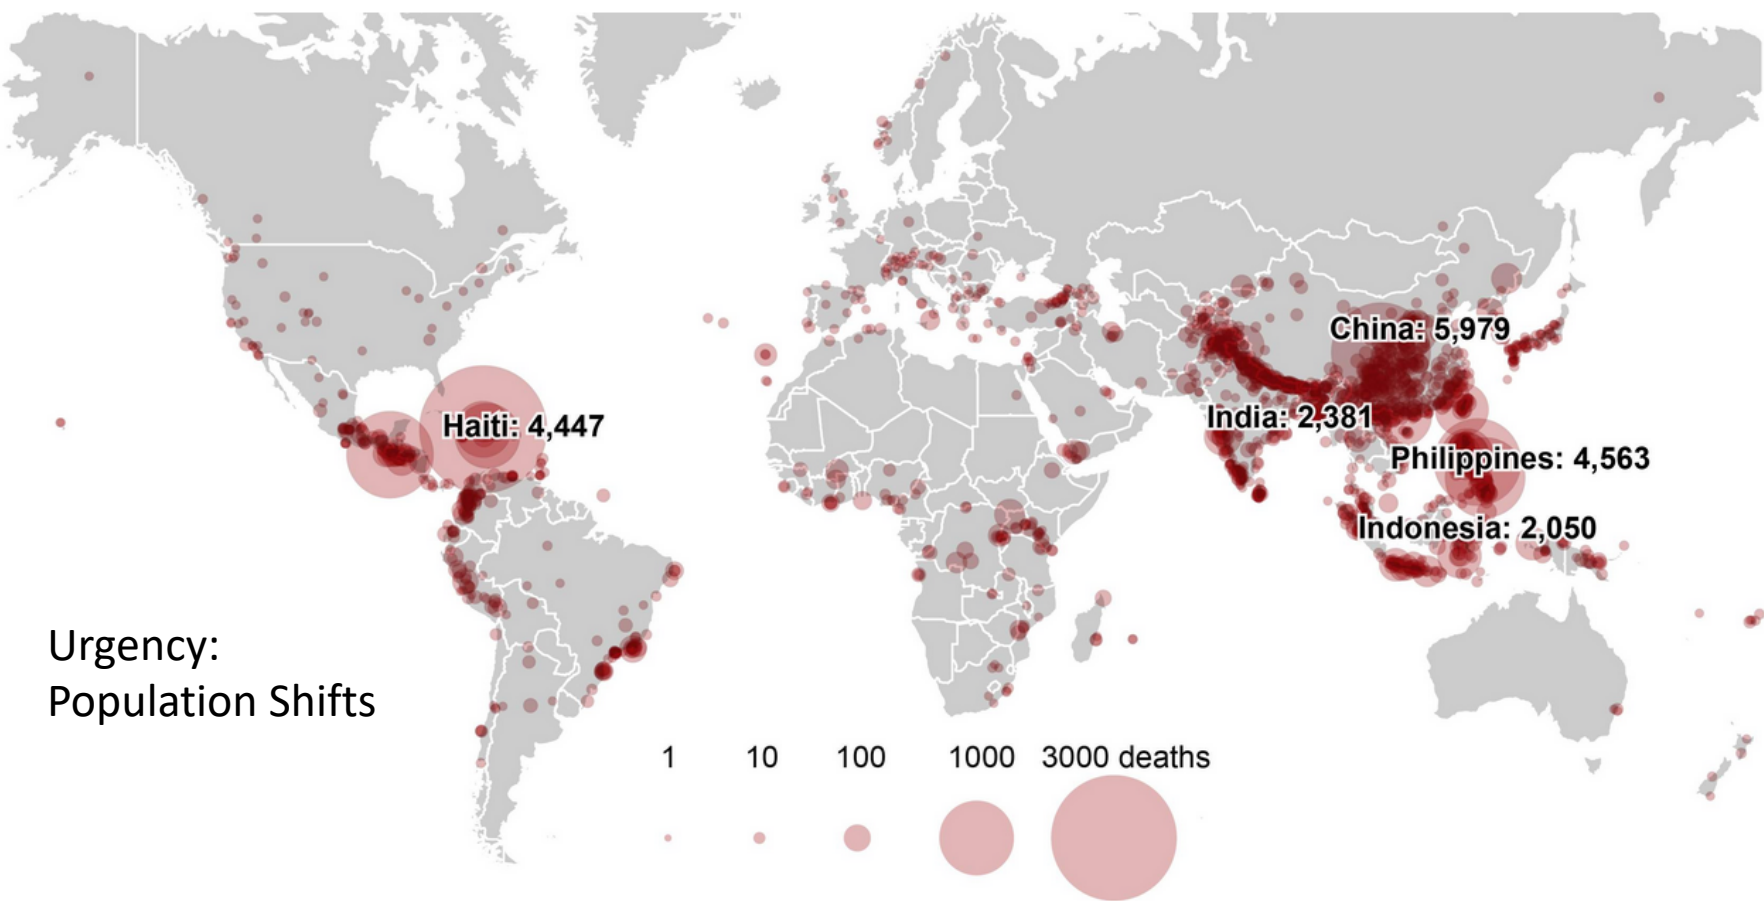 China: 5,979
Haiti: 4,447
India: 2,381
Philippines: 4,563
Indonesia: 2,050
Urgency:
Population Shifts
1 10 100 1000 3000 deaths